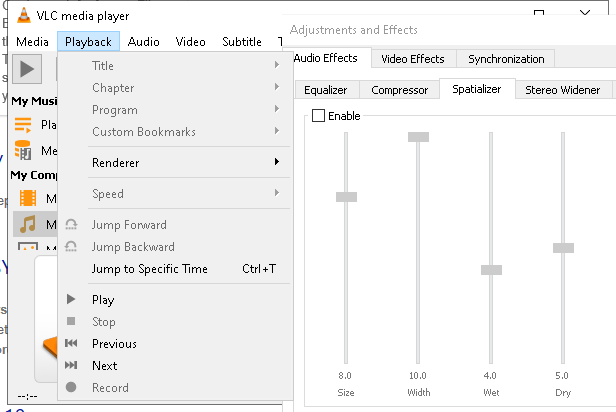 VLC media player
Media Playback Audio Video Subtitle T
My Musi
Pla
Me
My Comp
M
M
M
Title
Chapter
Program
Custom Bookmarks
Renderer
Speed
Jump Forward
Jump Backward
Jump to Specific Time Ctrl+T
Play
Stop
Previous
Next
Record
--:--
Adjustments and Effects
Audio Effects Video Effects Synchronization
Equalizer Compressor Spatializer Stereo Widener
Enable
8.0 10.0 4.0 5.0
Size Width Wet Dry